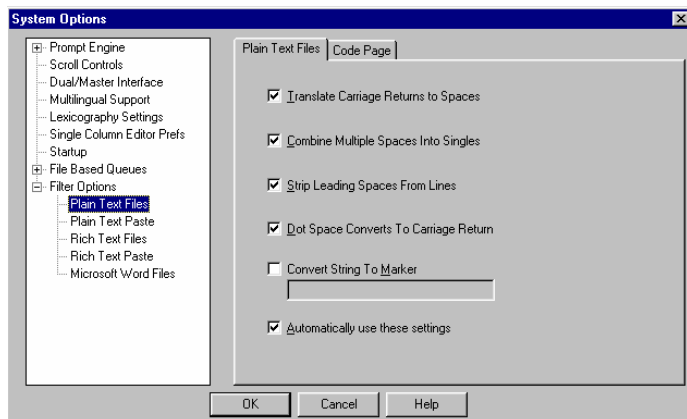 System Options
Prompt Engine
Scroll Controls
Dual/Master Interface
Multilingual Support
Lexicography Settings
Single Column Editor Prefs
Startup
File Based Queues
Filter Options
Plain Text Files
Plain Text Paste
Rich Text Files
Rich Text Paste
Microsoft Word Files
Plain Text Files
Code Page
Translate Carriage Returns to Spaces
Combine Multiple Spaces Into Singles
Strip Leading Spaces From Lines
Dot Space Converts To Carriage Return
Convert String To Marker
Automatically use these settings
OK
Cancel
Help